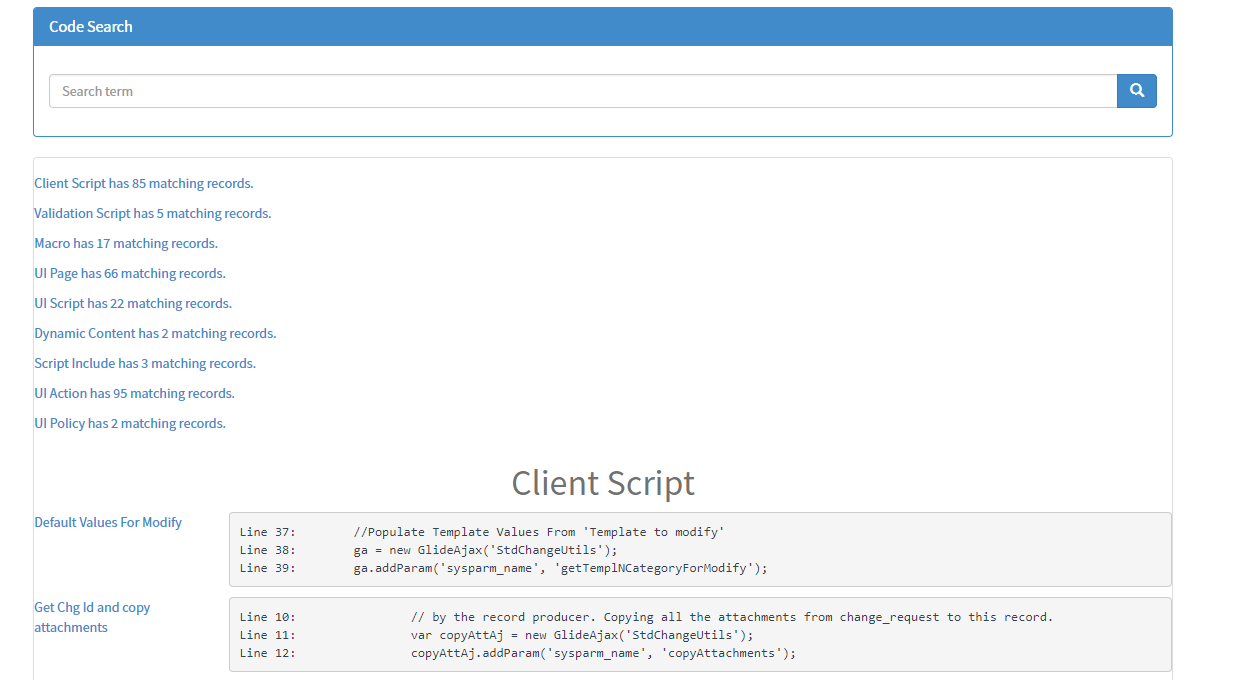 Code Search
Search term
Client Script has 85 matching records.
Validation Script has 5 matching records.
Macro has 17 matching records.
UI Page has 66 matching records.
UI Script has 22 matching records.
Dynamic Content has 2 matching records.
Script Include has 3 matching records.
UI Action has 95 matching records.
UI Policy has 2 matching records.
Client Script
Default Values For Modify
Line 37:        //Populate Template Values From 'Template to modify'
Line 38:        ga = new GlideAjax('StdChangeUtils');
Line 39:        ga.addParam('sysparm_name', 'getTemplNCategoryForModify');
Get Chg Id and copy
attachments
Line 10:                // by the record producer. Copying all the attachments from change_request to this record.
Line 11:                var copyAttAj = new GlideAjax('StdChangeUtils');
Line 12:                copyAttAj.addParam('sysparm_name', 'copyAttachments');